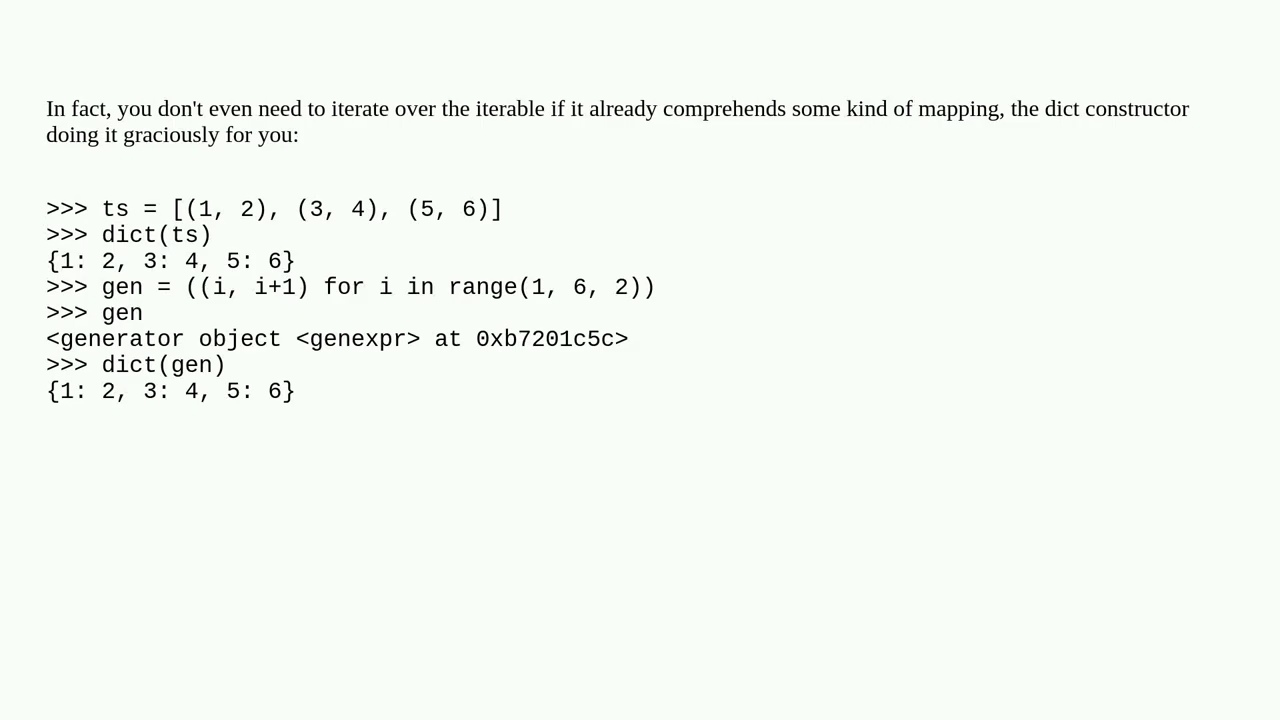 In fact, you don't even need to iterate over the iterable if it already comprehends some kind of mapping, the dict constructor
doing it graciously for you:
>>> ts = [(1, 2), (3, 4), (5, 6)]
>>> dict(ts)
{1: 2, 3: 4, 5: 6}
>>> gen = ((i, i+1) for i in range(1, 6, 2))
>>> gen
<generator object <genexpr> at 0xb7201c5c>
>>> dict(gen)
{1: 2, 3: 4, 5: 6}